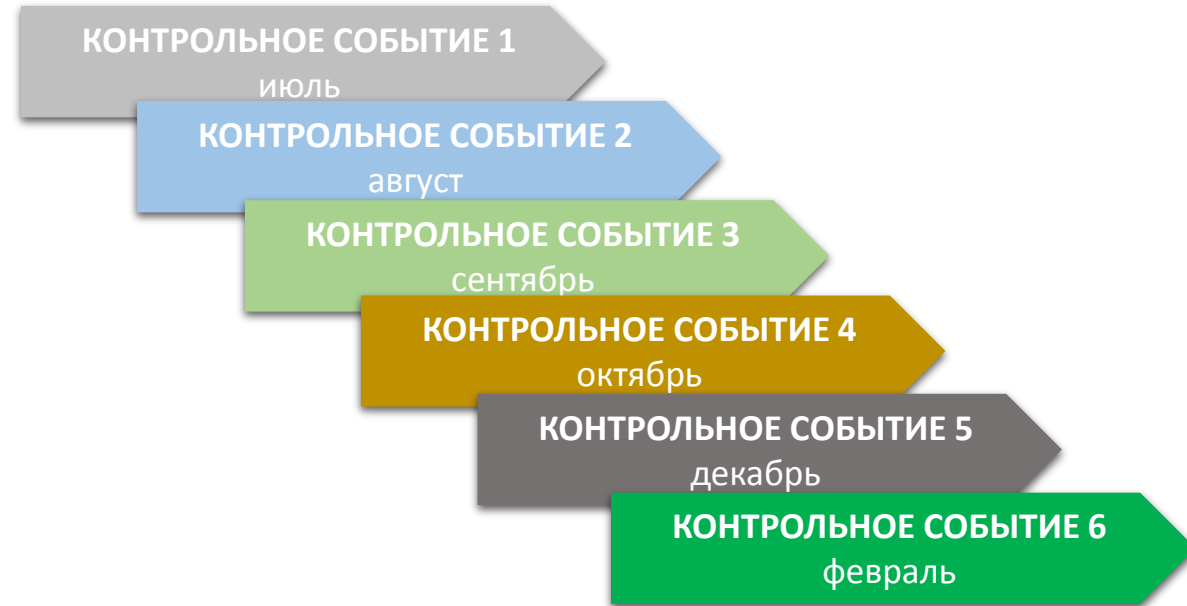 КОНТРОЛЬНОЕ СОБЫТИЕ 1
июль
КОНТРОЛЬНОЕ СОБЫТИЕ 2
август
КОНТРОЛЬНОЕ СОБЫТИЕ 3
сентябрь
КОНТРОЛЬНОЕ СОБЫТИЕ 4
октябрь
КОНТРОЛЬНОЕ СОБЫТИЕ 5
декабрь
КОНТРОЛЬНОЕ СОБЫТИЕ 6
февраль